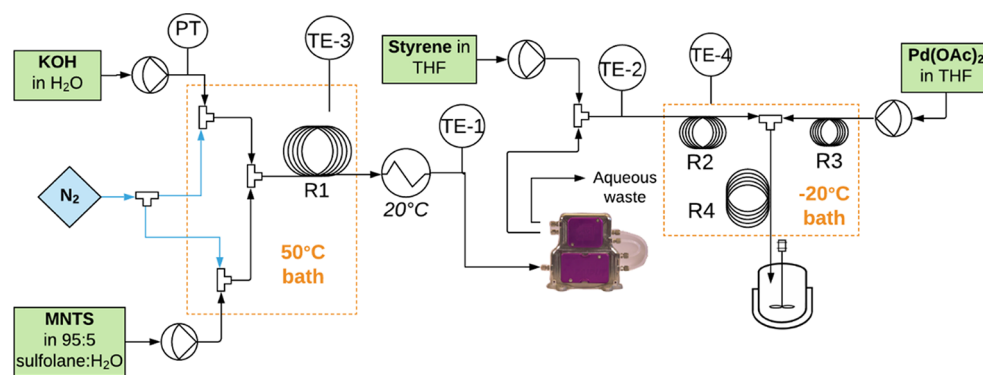 KOH
in H₂O
PT
TE-3
Styrene in
THF
TE-2
TE-4
Pd(OAc)₂
in THF
TE-1
R1
R2
R3
20°C
Aqueous
waste
N₂
R4
-20°C
bath
50°C
bath
MNTS
in 95:5
sulfolane:H₂O